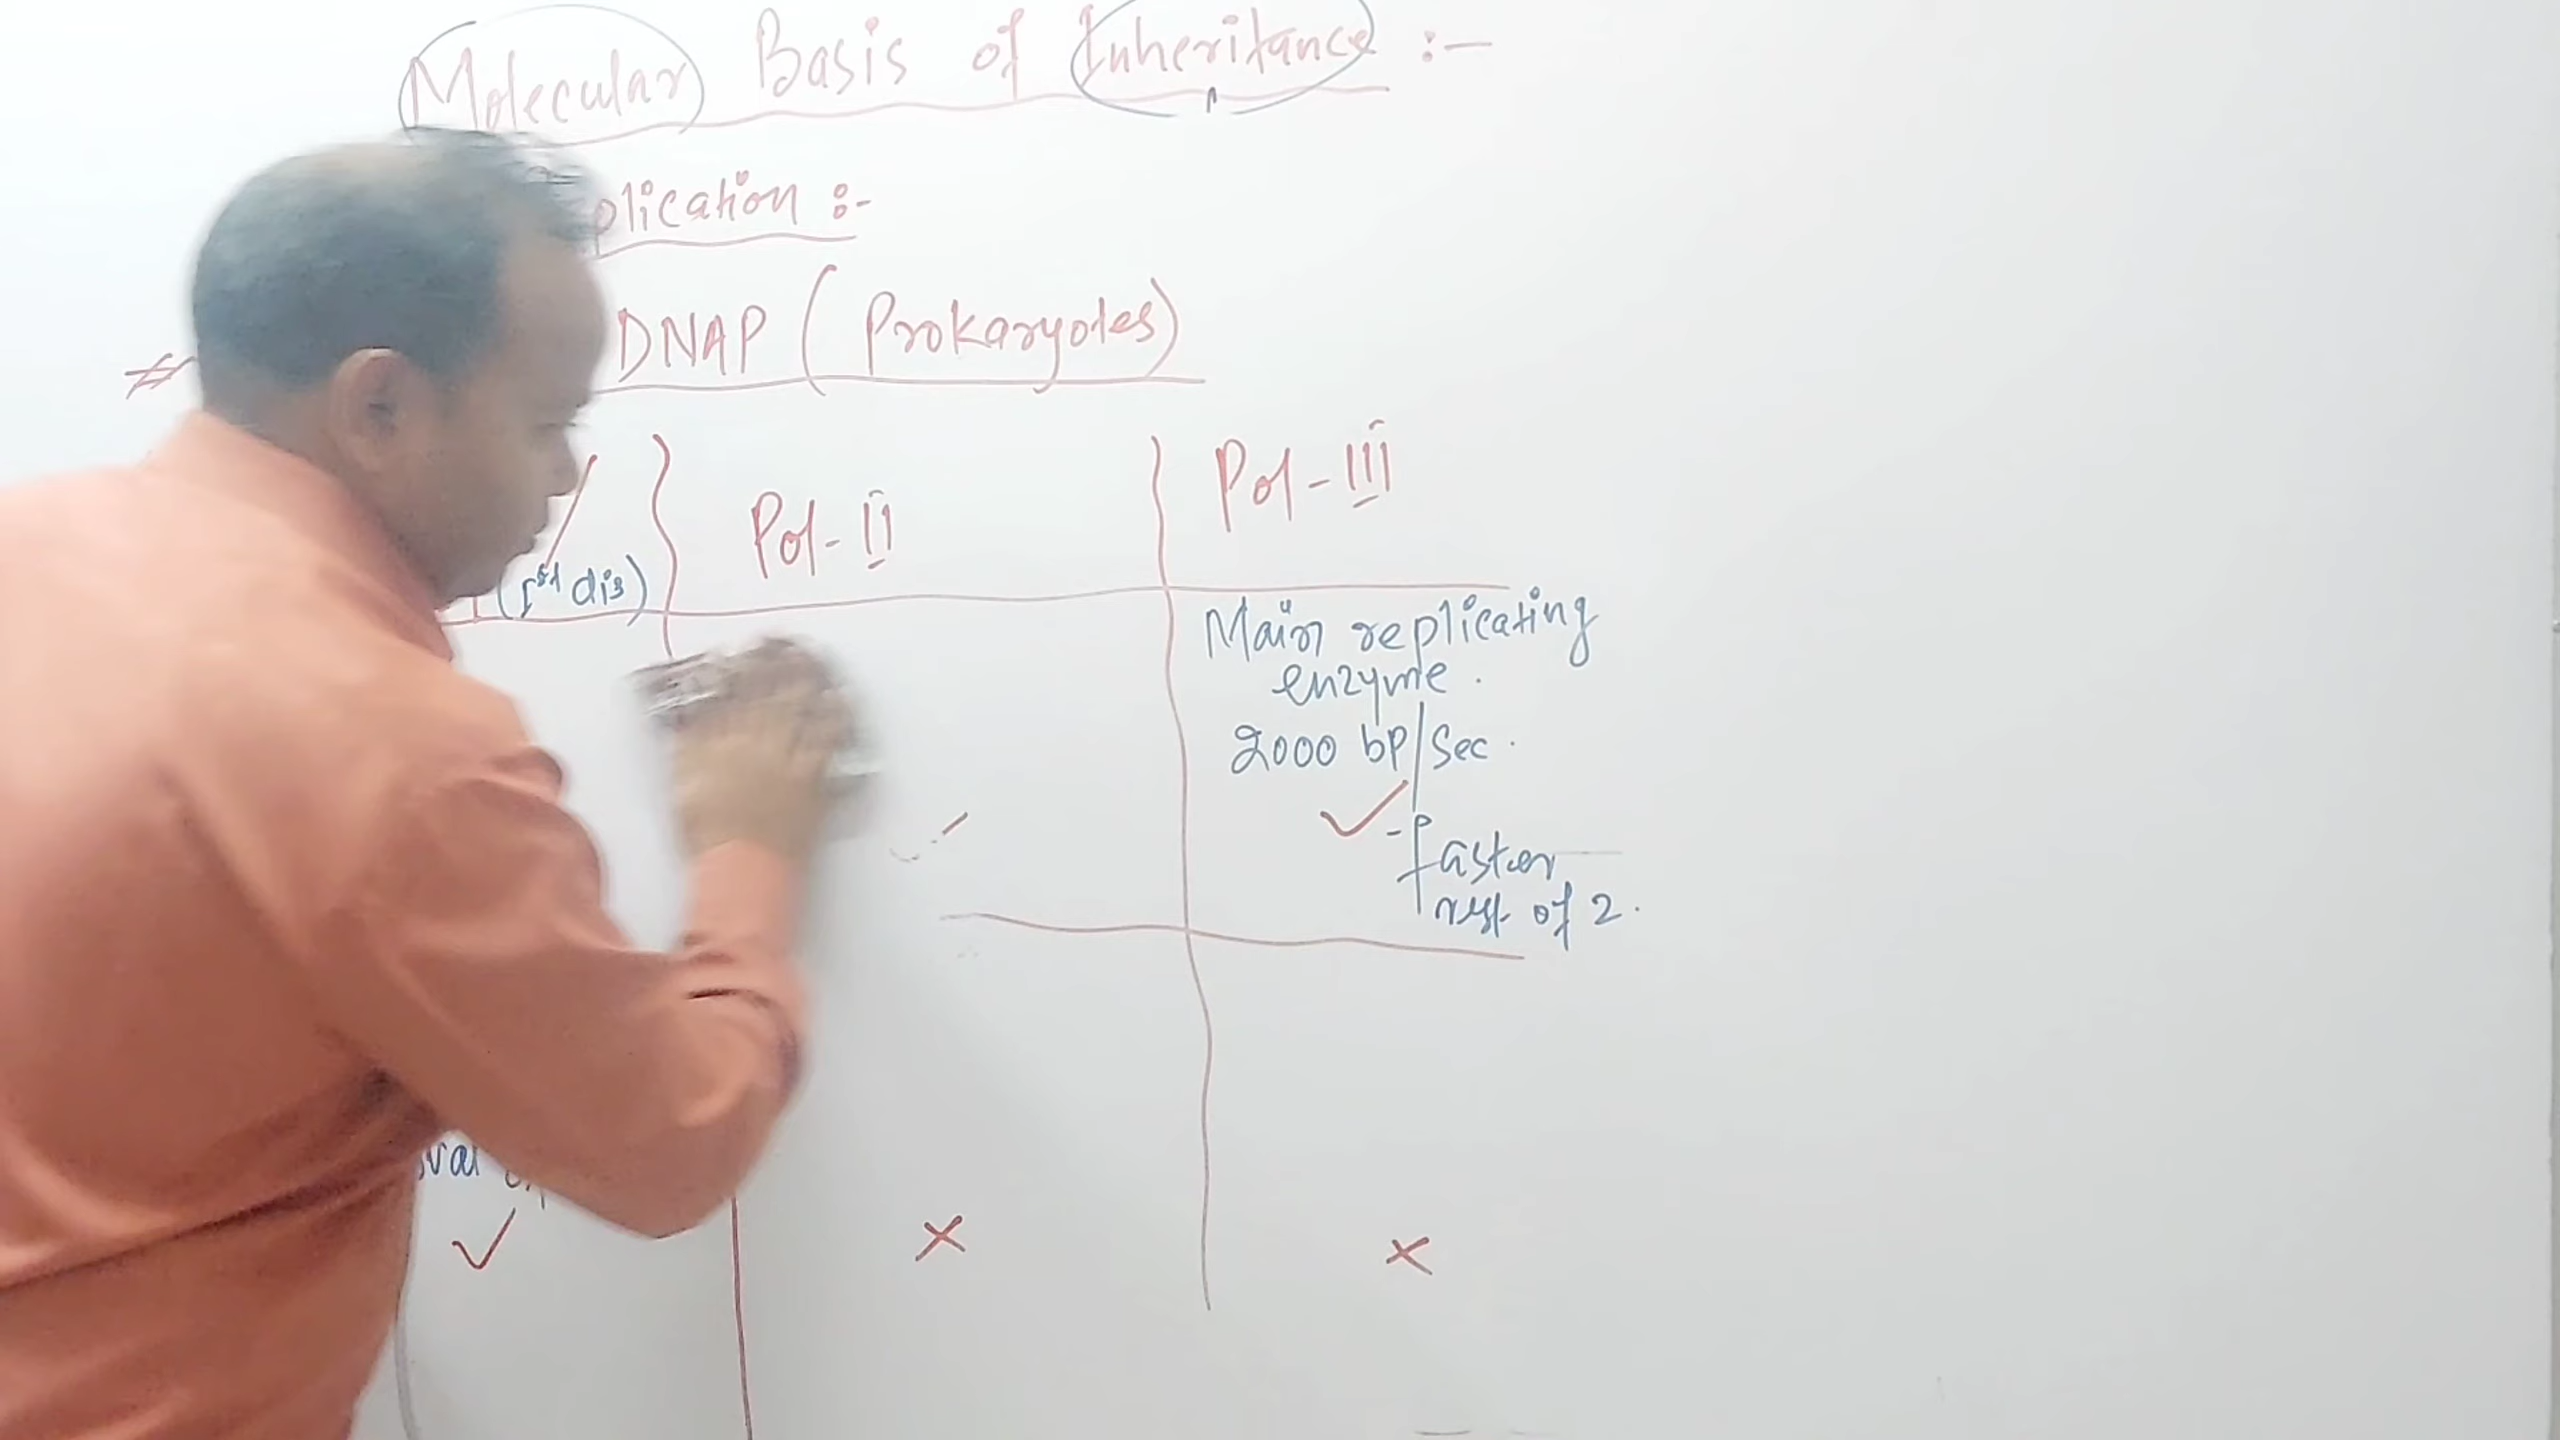 Molecular Basis of Inheritance :-
plication :-
# DNAP ( Prokaryotes)
(Ist dis)
Pol-II
Pol-III
Main replicating
enzyme.
2000 bp/sec.
✓
- faster
rest of 2.
✓
×
×